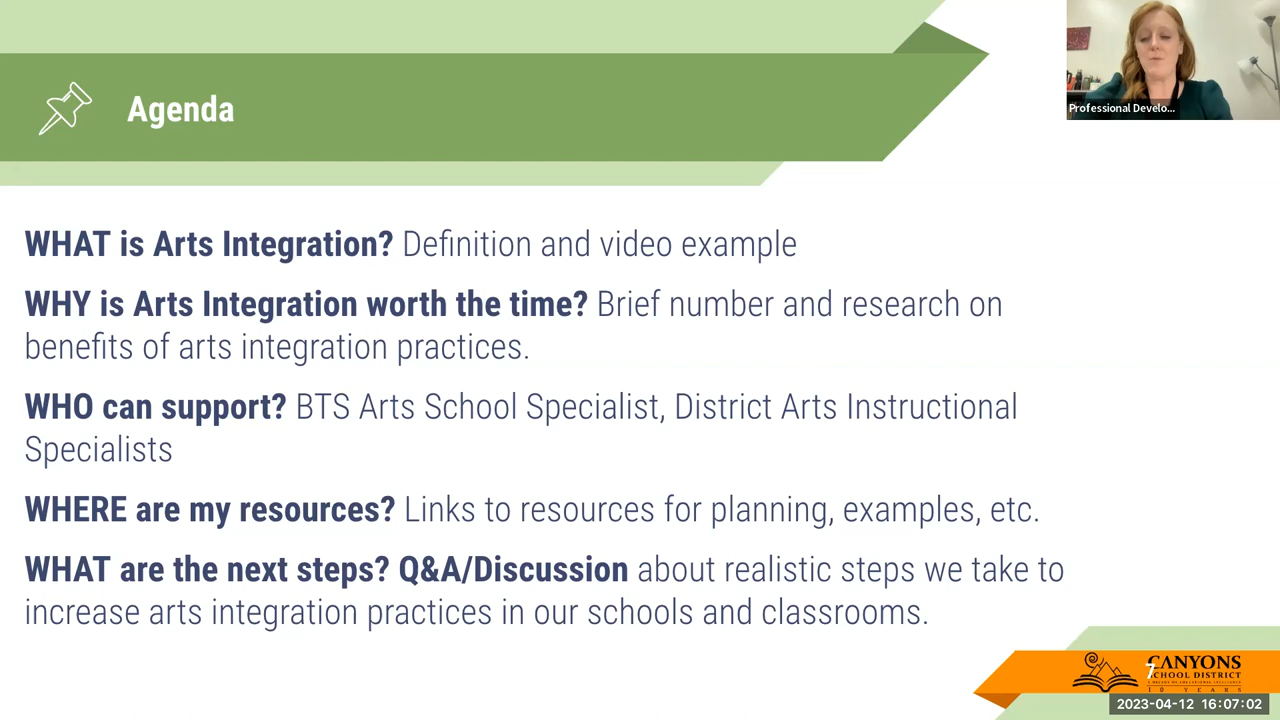 Agenda
Professional Develo...
WHAT is Arts Integration? Definition and video example
WHY is Arts Integration worth the time? Brief number and research on
benefits of arts integration practices.
WHO can support? BTS Arts School Specialist, District Arts Instructional
Specialists
WHERE are my resources? Links to resources for planning, examples, etc.
WHAT are the next steps? Q&A/Discussion about realistic steps we take to
increase arts integration practices in our schools and classrooms.
7
CANYONS
SCHOOL DISTRICT
10 YEARS
2023-04-12 16:07:02